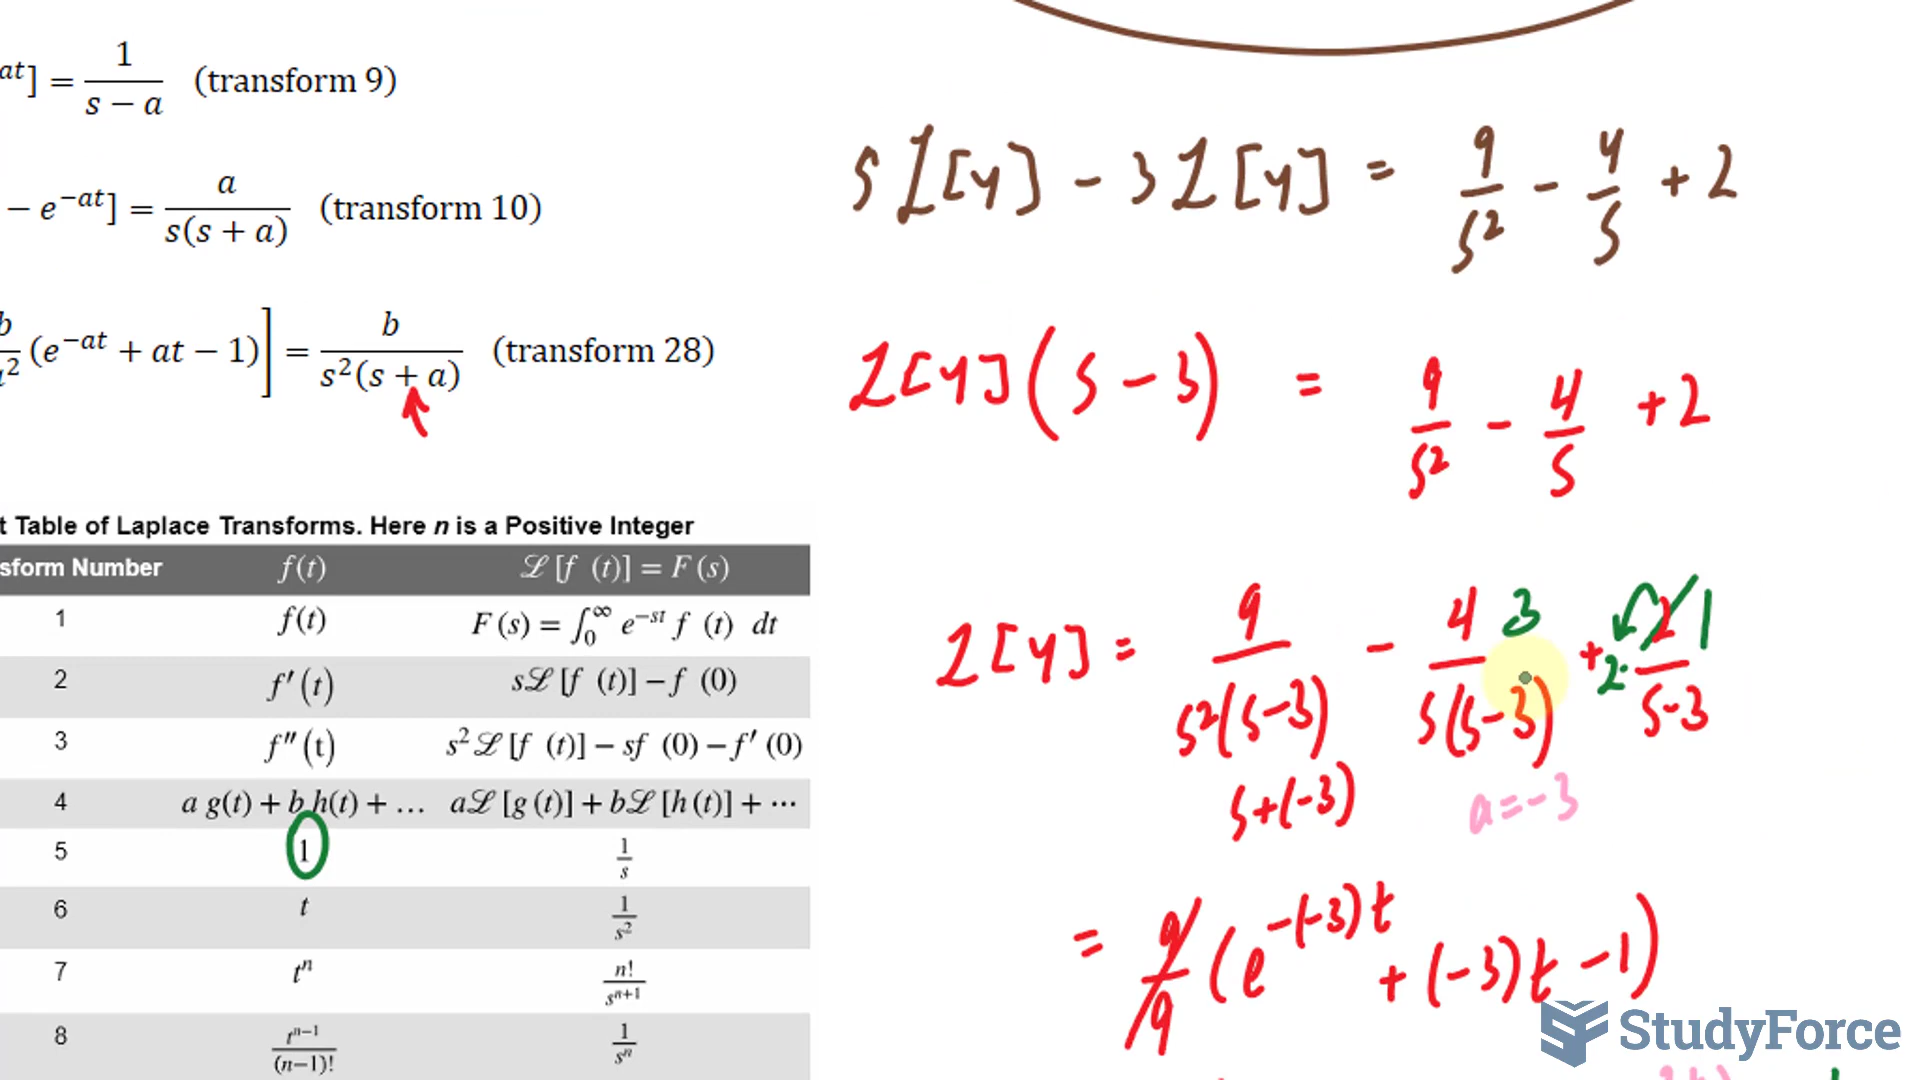 at] = 1/(s − a) (transform 9)
− e^(−at)] = a/(s(s + a)) (transform 10)
b/a² (e^(−at) + at − 1)] = b/(s²(s + a)) (transform 28)
t Table of Laplace Transforms. Here n is a Positive Integer
sform Number f(t) ℒ[f (t)] = F (s)
1 f(t) F (s) = ∫₀^∞ e^(−st) f (t) dt
2 f′(t) sℒ[f (t)] − f (0)
3 f″(t) s²ℒ[f (t)] − sf (0) − f′ (0)
4 a g(t) + b h(t) + … aℒ[g (t)] + bℒ[h (t)] + ⋯
5 1 1/s
6 t 1/s²
7 tⁿ n!/s^(n+1)
8 t^(n−1)/(n−1)! 1/sⁿ
sℒ[y] − 3ℒ[y] = 9/s² − 4/s + 2
ℒ[y](s − 3) = 9/s² − 4/s + 2
ℒ[y] = 9/(s²(s−3)) − 4 3/(s(s−3)) + 2· 2 1/(s−3)
s+(−3) a=−3
= 9/9 (e^(−(−3)t) + (−3)t − 1)
StudyForce